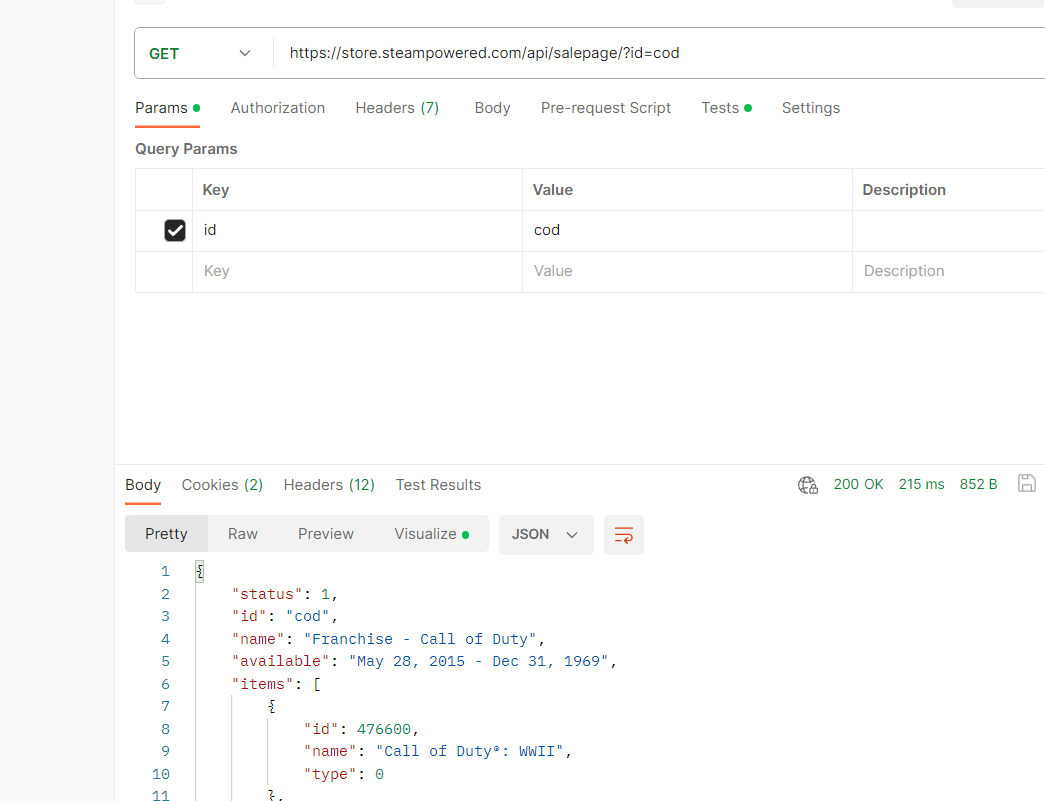 GET https://store.steampowered.com/api/salepage/?id=cod
Params Authorization Headers (7) Body Pre-request Script Tests Settings
Query Params
Key Value Description
id cod
Key Value Description
Body Cookies (2) Headers (12) Test Results 200 OK 215 ms 852 B
Pretty Raw Preview Visualize JSON
1 {
2 "status": 1,
3 "id": "cod",
4 "name": "Franchise - Call of Duty",
5 "available": "May 28, 2015 - Dec 31, 1969",
6 "items": [
7 {
8 "id": 476600,
9 "name": "Call of Duty®: WWII",
10 "type": 0
11 },